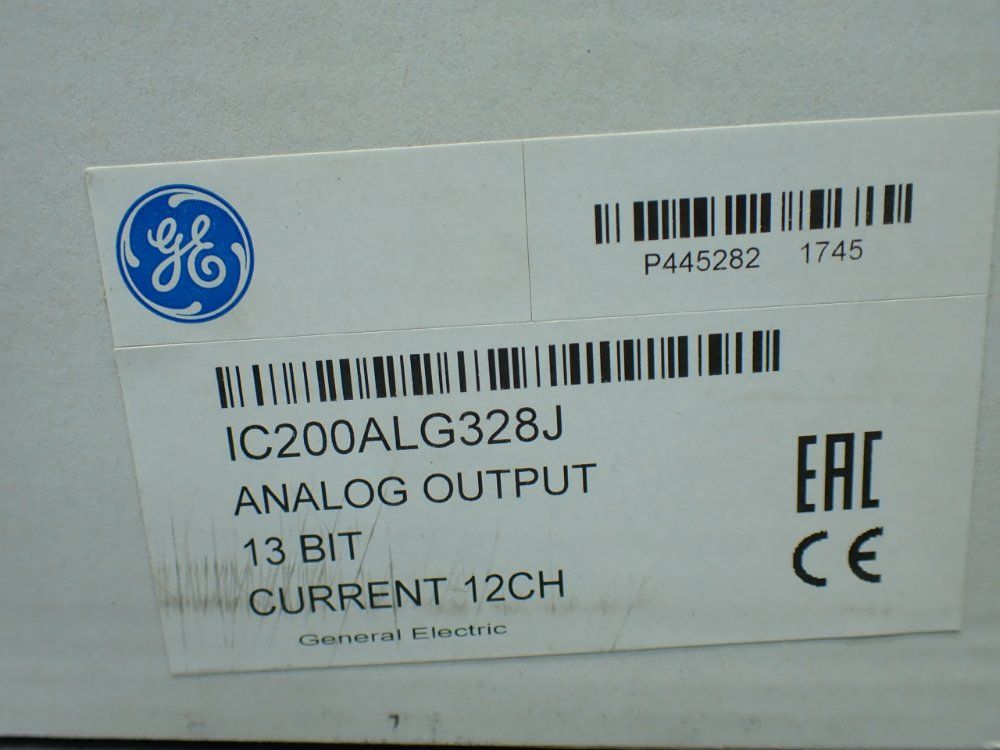 GE
P445282 1745
IC200ALG328J
ANALOG OUTPUT
13 BIT
CURRENT 12CH
General Electric
EAC
CE